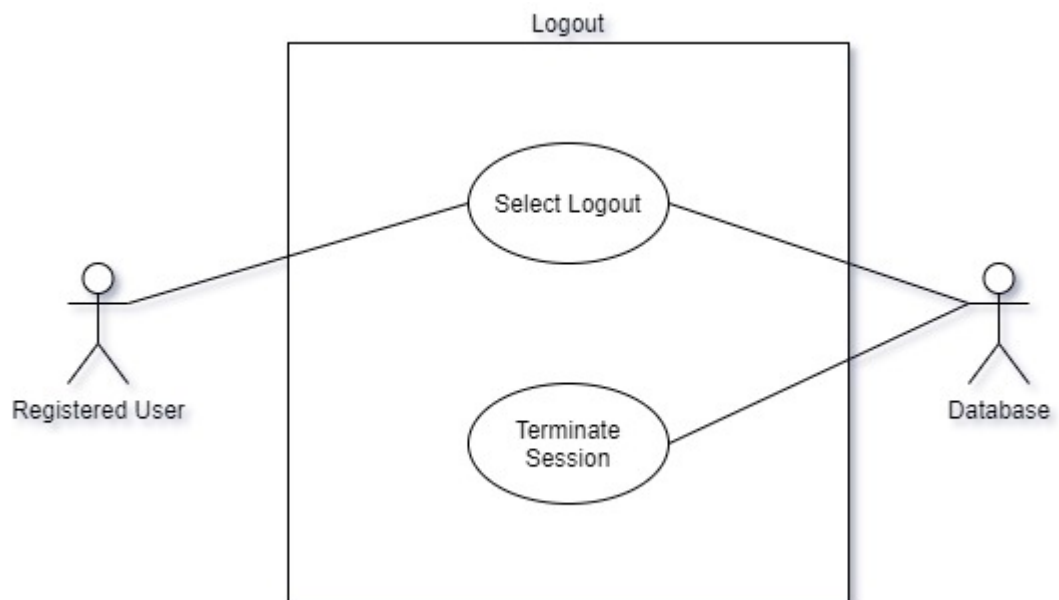 Logout
Select Logout
Registered User
Database
Terminate
Session